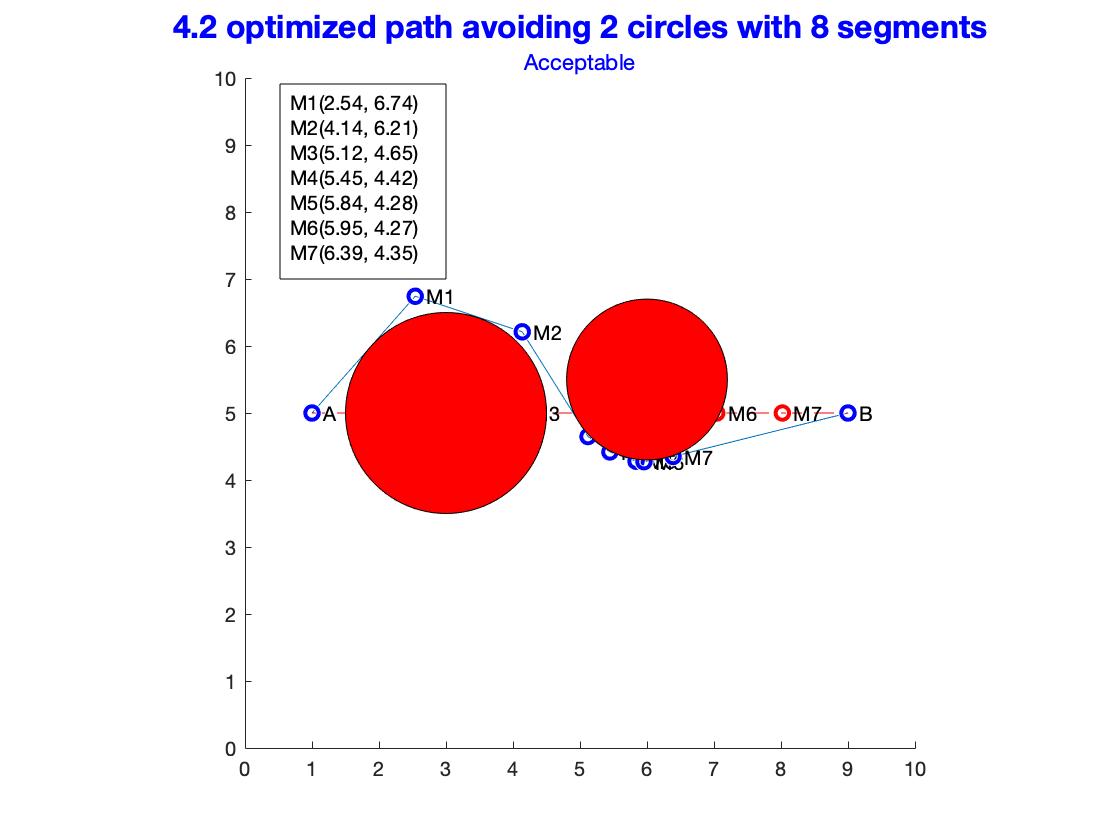 4.2 optimized path avoiding 2 circles with 8 segments
Acceptable
10
9
8
7
6
5
4
3
2
1
0
M1(2.54, 6.74)
M2(4.14, 6.21)
M3(5.12, 4.65)
M4(5.45, 4.42)
M5(5.84, 4.28)
M6(5.95, 4.27)
M7(6.39, 4.35)
M1
M2
A
3
M6
M7
B
M7
0 1 2 3 4 5 6 7 8 9 10